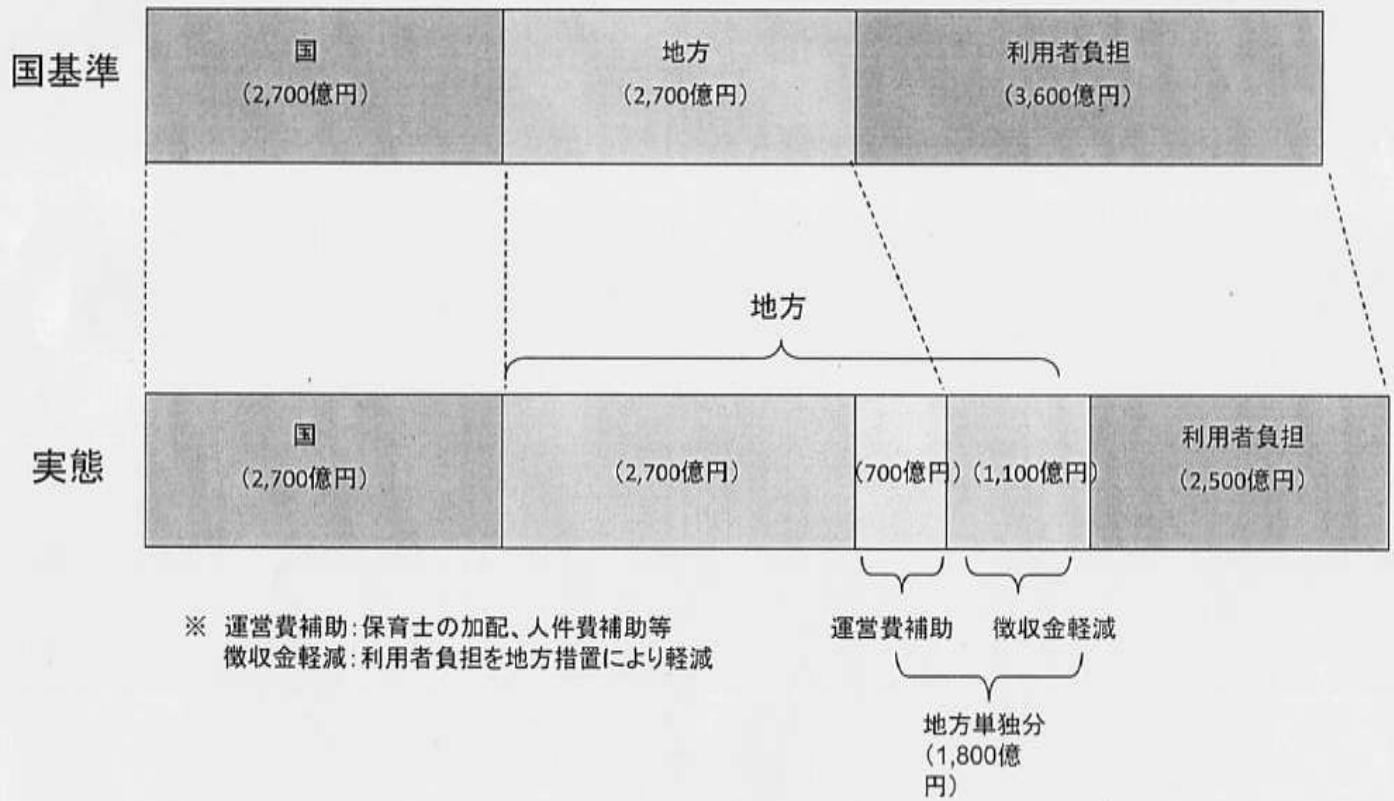 国基準
国
(2,700億円)
地方
(2,700億円)
利用者負担
(3,600億円)
地方
実態
国
(2,700億円)
(2,700億円)
(700億円)
(1,100億円)
利用者負担
(2,500億円)
※ 運営費補助:保育士の加配、人件費補助等
徴収金軽減:利用者負担を地方措置により軽減
運営費補助
徴収金軽減
地方単独分
(1,800億
円)